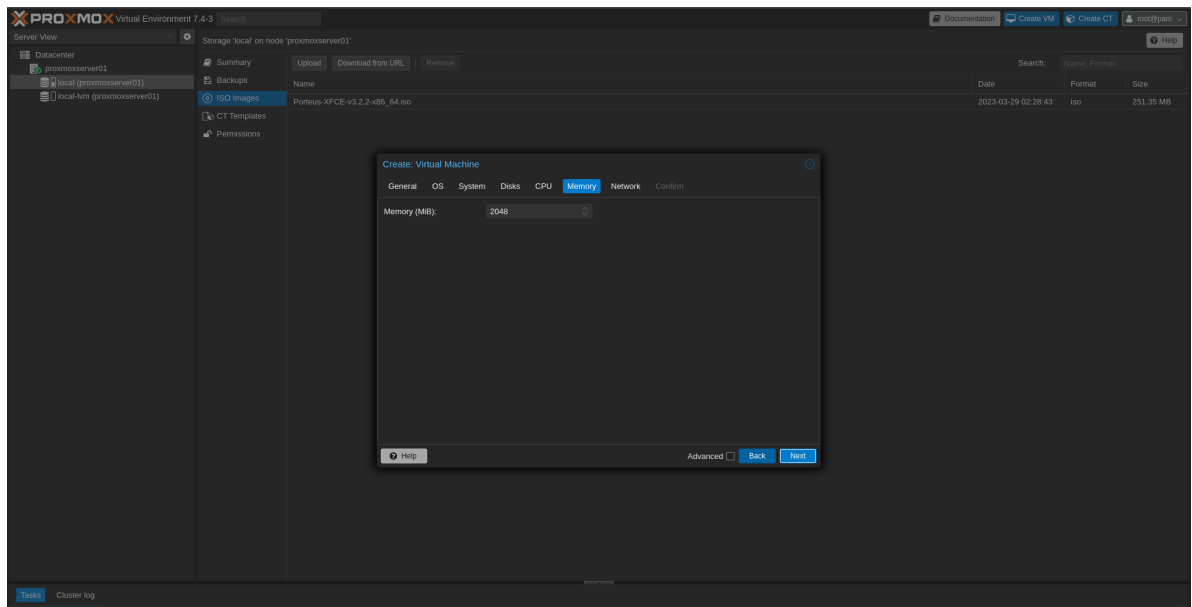 PROXMOX Virtual Environment 7.4-3 Search Documentation Create VM Create CT root@pam
Server View Storage 'local' on node 'proxmoxserver01' Help
Datacenter
proxmoxserver01
local (proxmoxserver01)
local-lvm (proxmoxserver01)
Summary
Backups
ISO Images
CT Templates
Permissions
Upload Download from URL Remove Search: Name, Format
Name Date Format Size
Porteus-XFCE-v3.2.2-x86_64.iso 2023-03-29 02:28:43 iso 251.35 MB
Create: Virtual Machine
General OS System Disks CPU Memory Network Confirm
Memory (MiB): 2048
Help Advanced Back Next
Tasks Cluster log